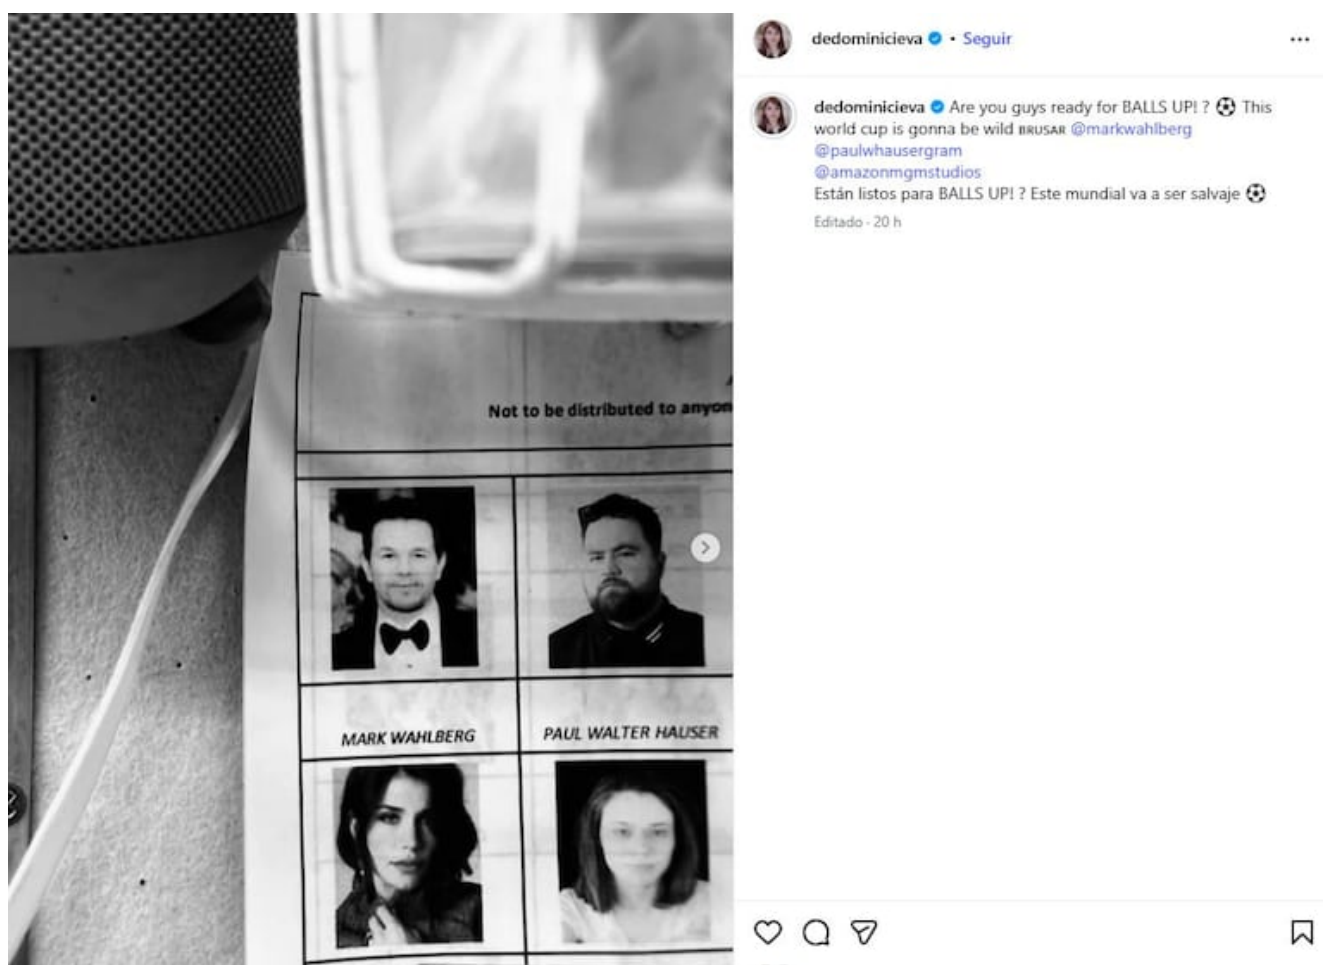 dedominicieva • Seguir
dedominicieva Are you guys ready for BALLS UP! ? ⚽ This
world cup is gonna be wild ʙʀᴜsᴀʀ @markwahlberg
@paulwhausergram
@amazonmgmstudios
Están listos para BALLS UP! ? Este mundial va a ser salvaje ⚽
Editado · 20 h
Not to be distributed to anyon
MARK WAHLBERG
PAUL WALTER HAUSER